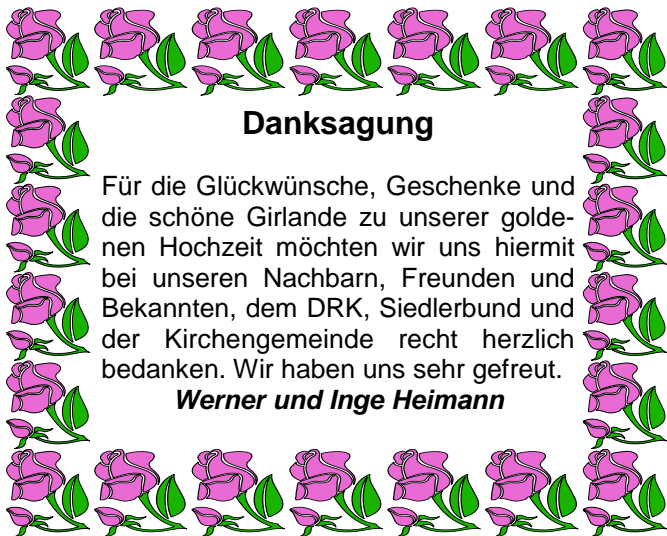 Danksagung
Für die Glückwünsche, Geschenke und
die schöne Girlande zu unserer golde-
nen Hochzeit möchten wir uns hiermit
bei unseren Nachbarn, Freunden und
Bekannten, dem DRK, Siedlerbund und
der Kirchengemeinde recht herzlich
bedanken. Wir haben uns sehr gefreut.
Werner und Inge Heimann